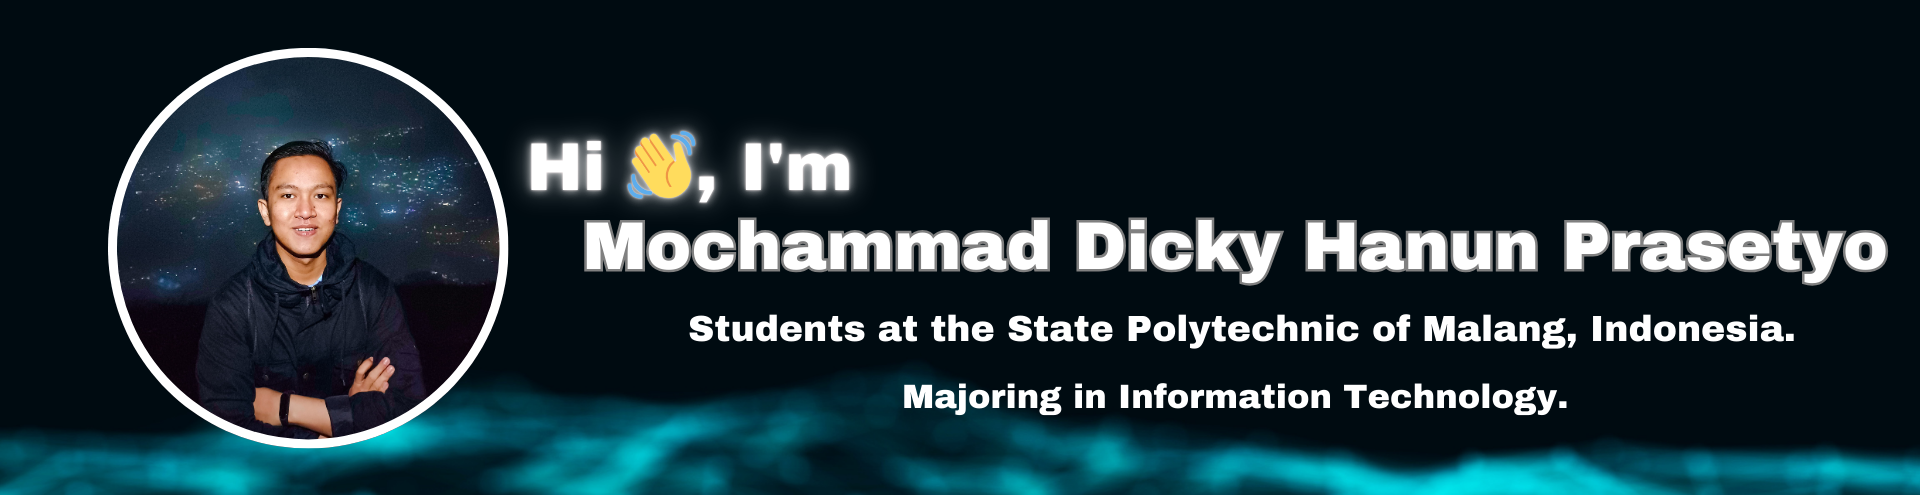 Hi 👋, I'm
Mochammad Dicky Hanun Prasetyo
Students at the State Polytechnic of Malang, Indonesia.
Majoring in Information Technology.